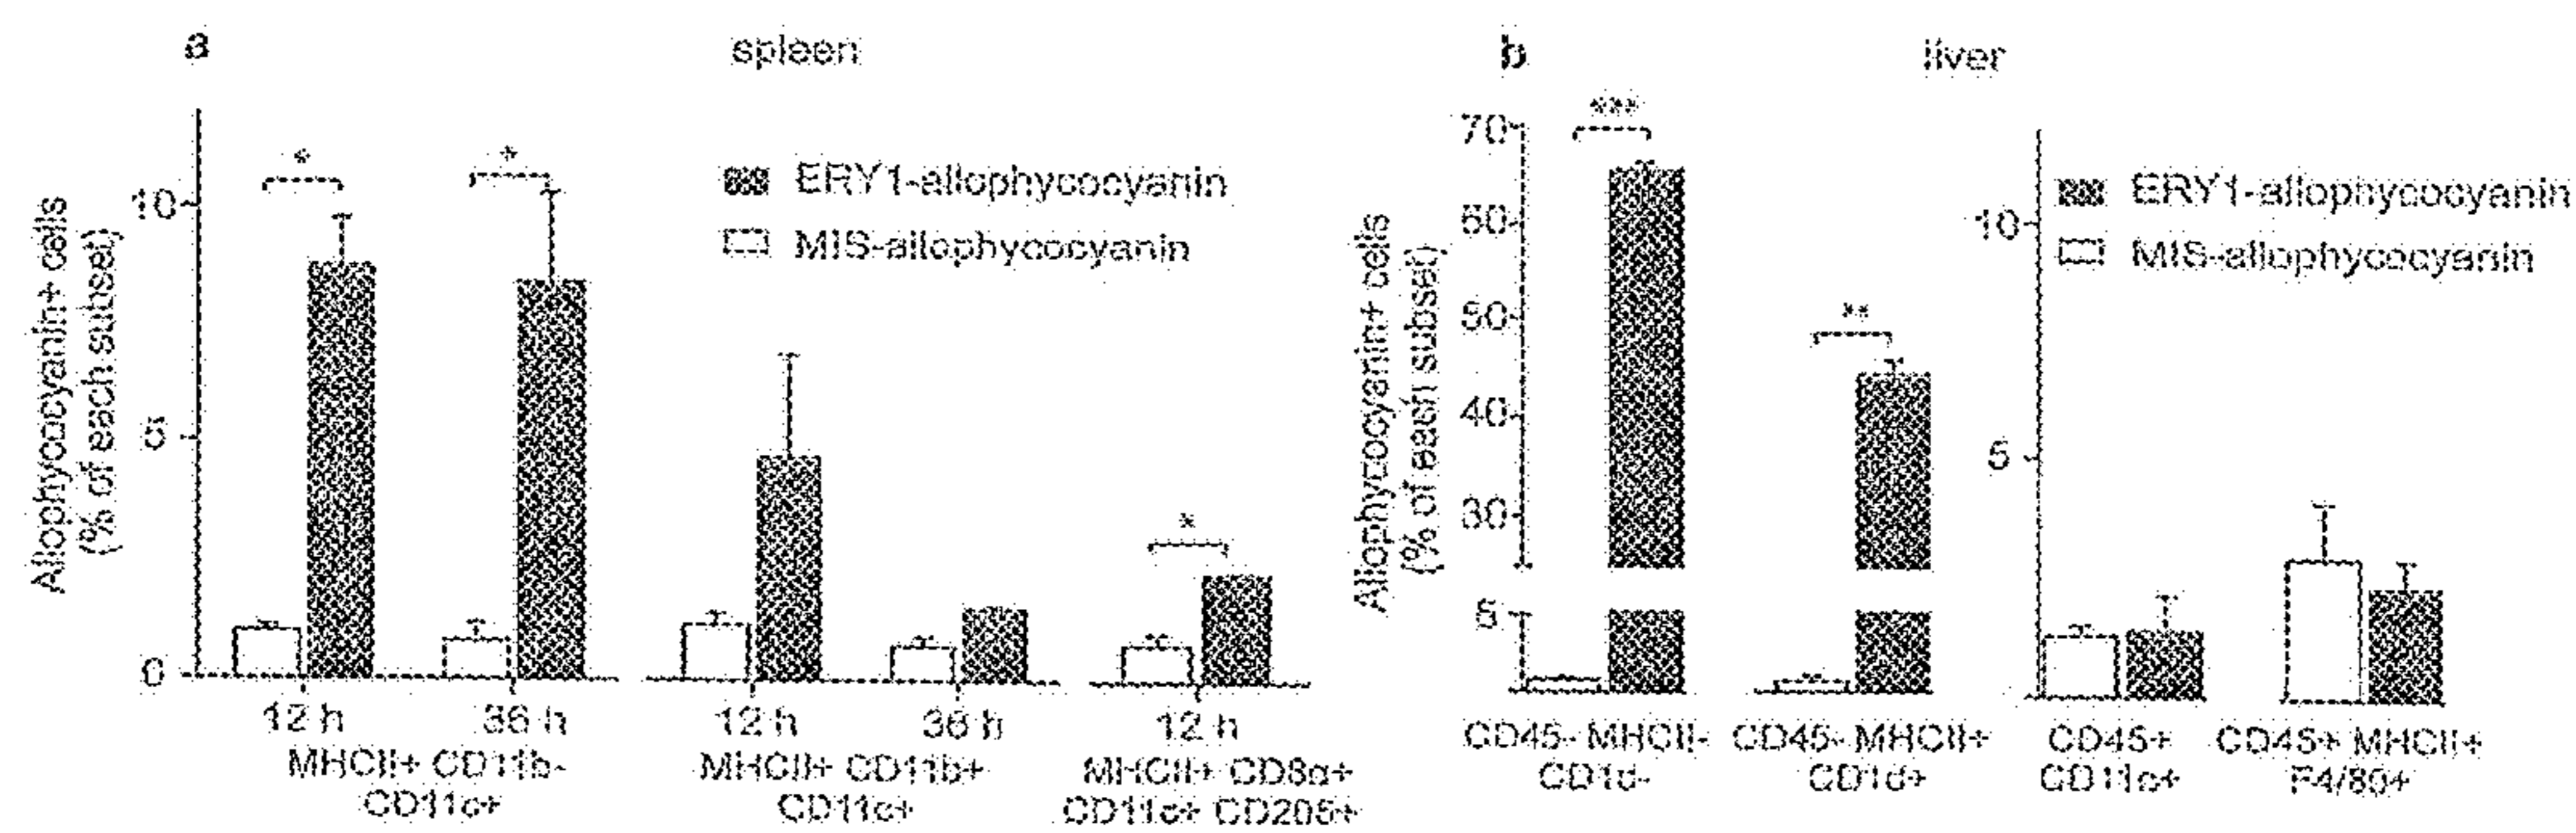 a
spleen
Allophycocyanin+ cells
(% of each subset)
10
5
0
*
*
*
ERY1-allophycocyanin
MIS-allophycocyanin
12 h
36 h
12 h
36 h
12 h
MHCII+ CD11b-
CD11c+
MHCII+ CD11b+
CD11c+
MHCII+ CD8α+
CD11c+ CD205+
b
liver
Allophycocyanin+ cells
(% of each subset)
70
60
50
40
30
5
***
**
10
5
ERY1-allophycocyanin
MIS-allophycocyanin
CD45- MHCII-
CD1d-
CD45- MHCII+
CD1d+
CD45+
CD11c+
CD45+ MHCII+
F4/80+